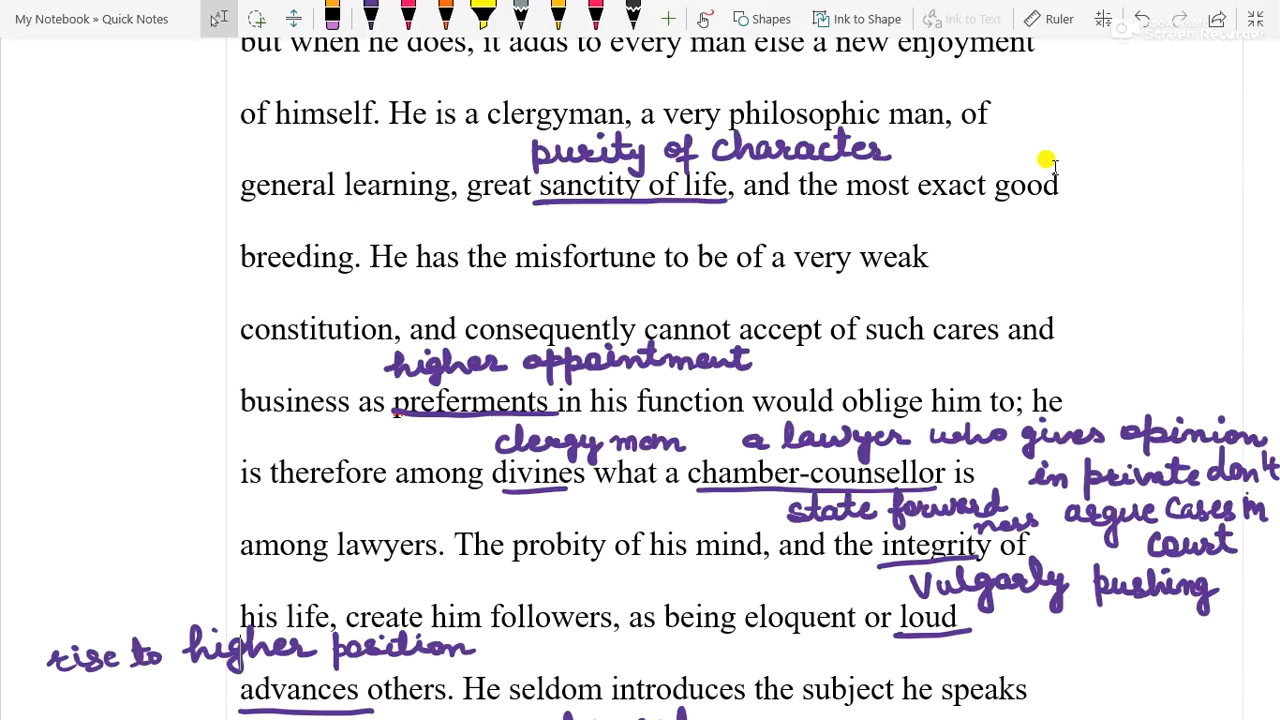 My Notebook » Quick Notes
Shapes
Ink to Shape
Ink to Text
Ruler
Screen Recorder
but when he does, it adds to every man else a new enjoyment
of himself. He is a clergyman, a very philosophic man, of
purity of character
general learning, great sanctity of life, and the most exact good
breeding. He has the misfortune to be of a very weak
constitution, and consequently cannot accept of such cares and
higher appointment
business as preferments in his function would oblige him to; he
clergy man a lawyer who gives opinion
is therefore among divines what a chamber-counsellor is
in private don't
state forward ness argue cases in
among lawyers. The probity of his mind, and the integrity of
court
Vulgarly pushing
his life, create him followers, as being eloquent or loud
rise to higher position
advances others. He seldom introduces the subject he speaks